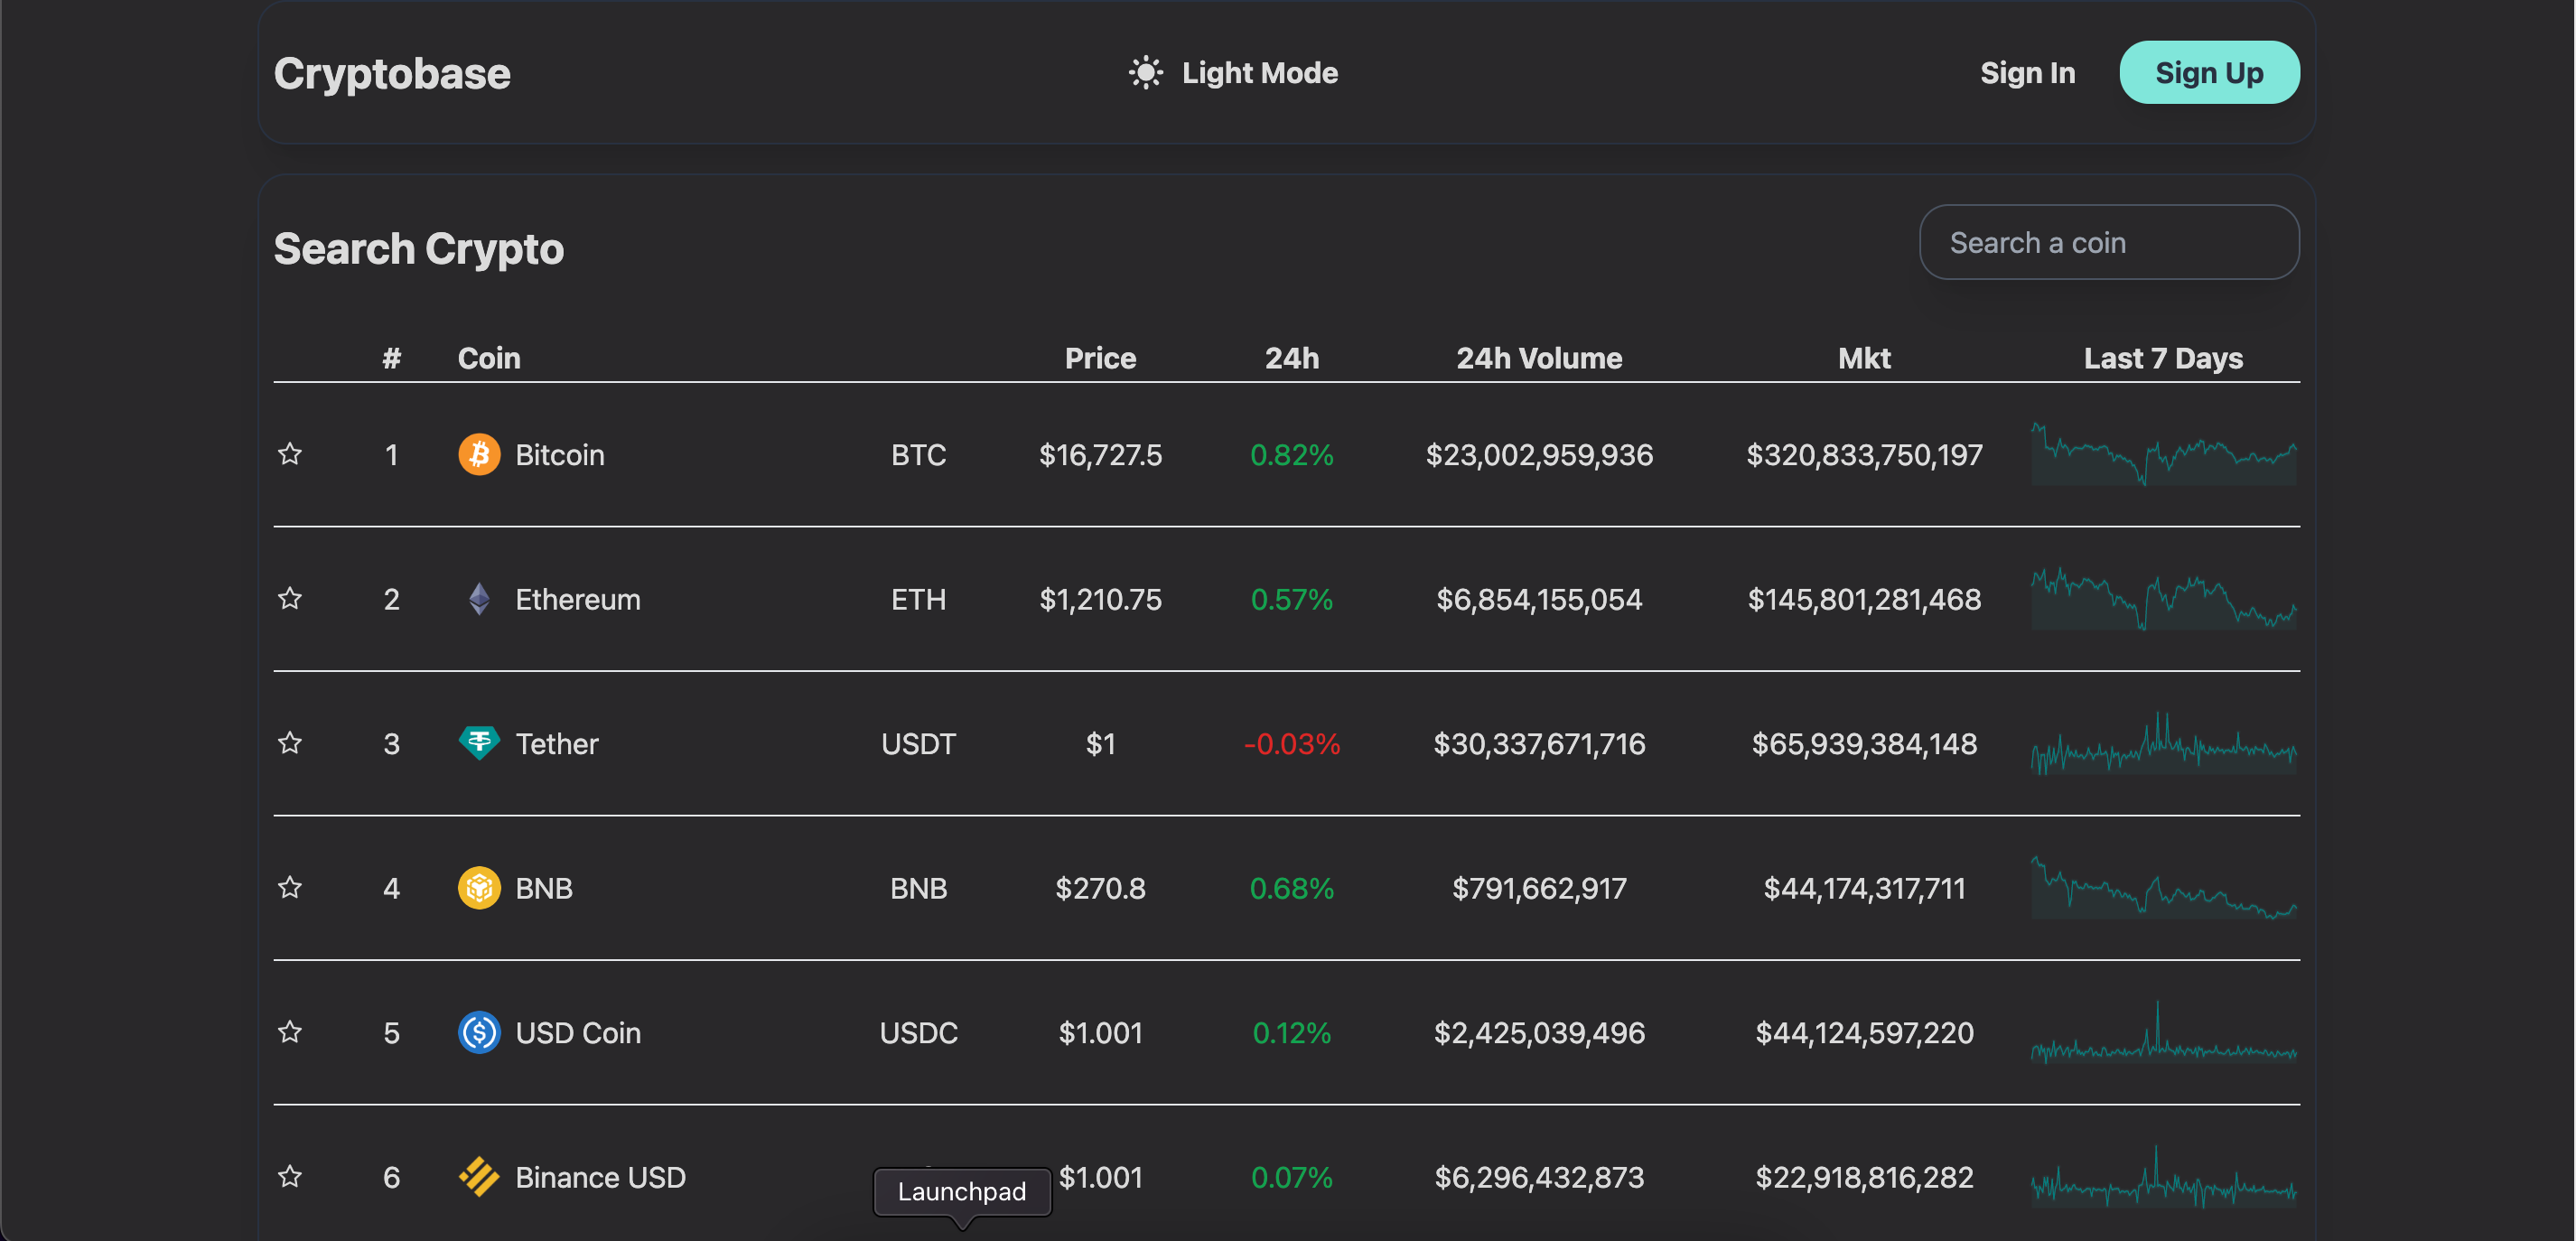 Cryptobase Light Mode Sign In Sign Up
Search Crypto Search a coin
# Coin Price 24h 24h Volume Mkt Last 7 Days
1 Bitcoin BTC $16,727.5 0.82% $23,002,959,936 $320,833,750,197
2 Ethereum ETH $1,210.75 0.57% $6,854,155,054 $145,801,281,468
3 Tether USDT $1 -0.03% $30,337,671,716 $65,939,384,148
4 BNB BNB $270.8 0.68% $791,662,917 $44,174,317,711
5 USD Coin USDC $1.001 0.12% $2,425,039,496 $44,124,597,220
6 Binance USD $1.001 0.07% $6,296,432,873 $22,918,816,282
Launchpad